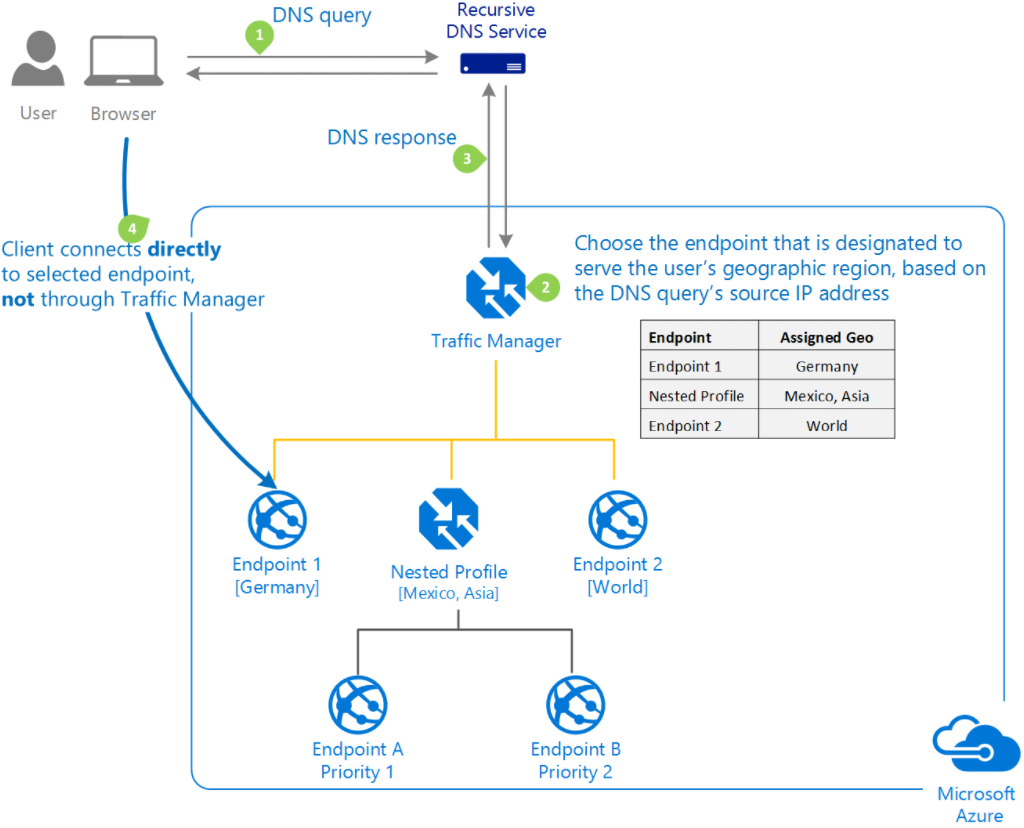 DNS query
1
Recursive
DNS Service
User
Browser
DNS response
3
4
Client connects directly
to selected endpoint,
not through Traffic Manager
2
Choose the endpoint that is designated to
serve the user's geographic region, based on
the DNS query's source IP address
Traffic Manager
Endpoint Assigned Geo
Endpoint 1 Germany
Nested Profile Mexico, Asia
Endpoint 2 World
Endpoint 1
[Germany]
Nested Profile
[Mexico, Asia]
Endpoint 2
[World]
Endpoint A
Priority 1
Endpoint B
Priority 2
Microsoft
Azure